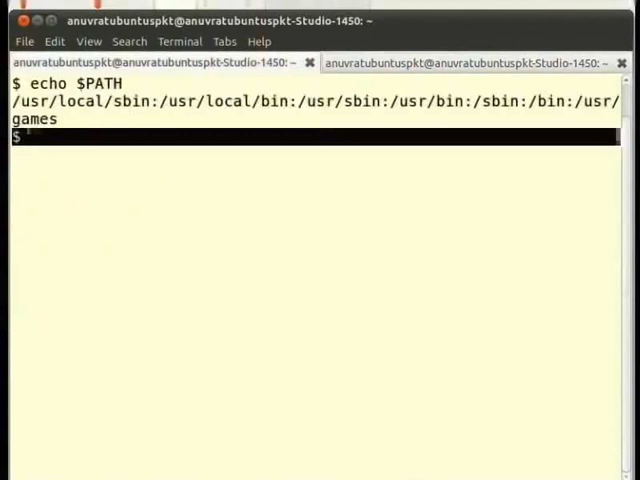 anuvratubuntuspkt@anuvratubuntuspkt-Studio-1450: ~
File Edit View Search Terminal Tabs Help
anuvratubuntuspkt@anuvratubuntuspkt-Studio-1450: ~ anuvratubuntuspkt@anuvratubuntuspkt-Studio-1450: ~
$ echo $PATH
/usr/local/sbin:/usr/local/bin:/usr/sbin:/usr/bin:/sbin:/bin:/usr/
games
$